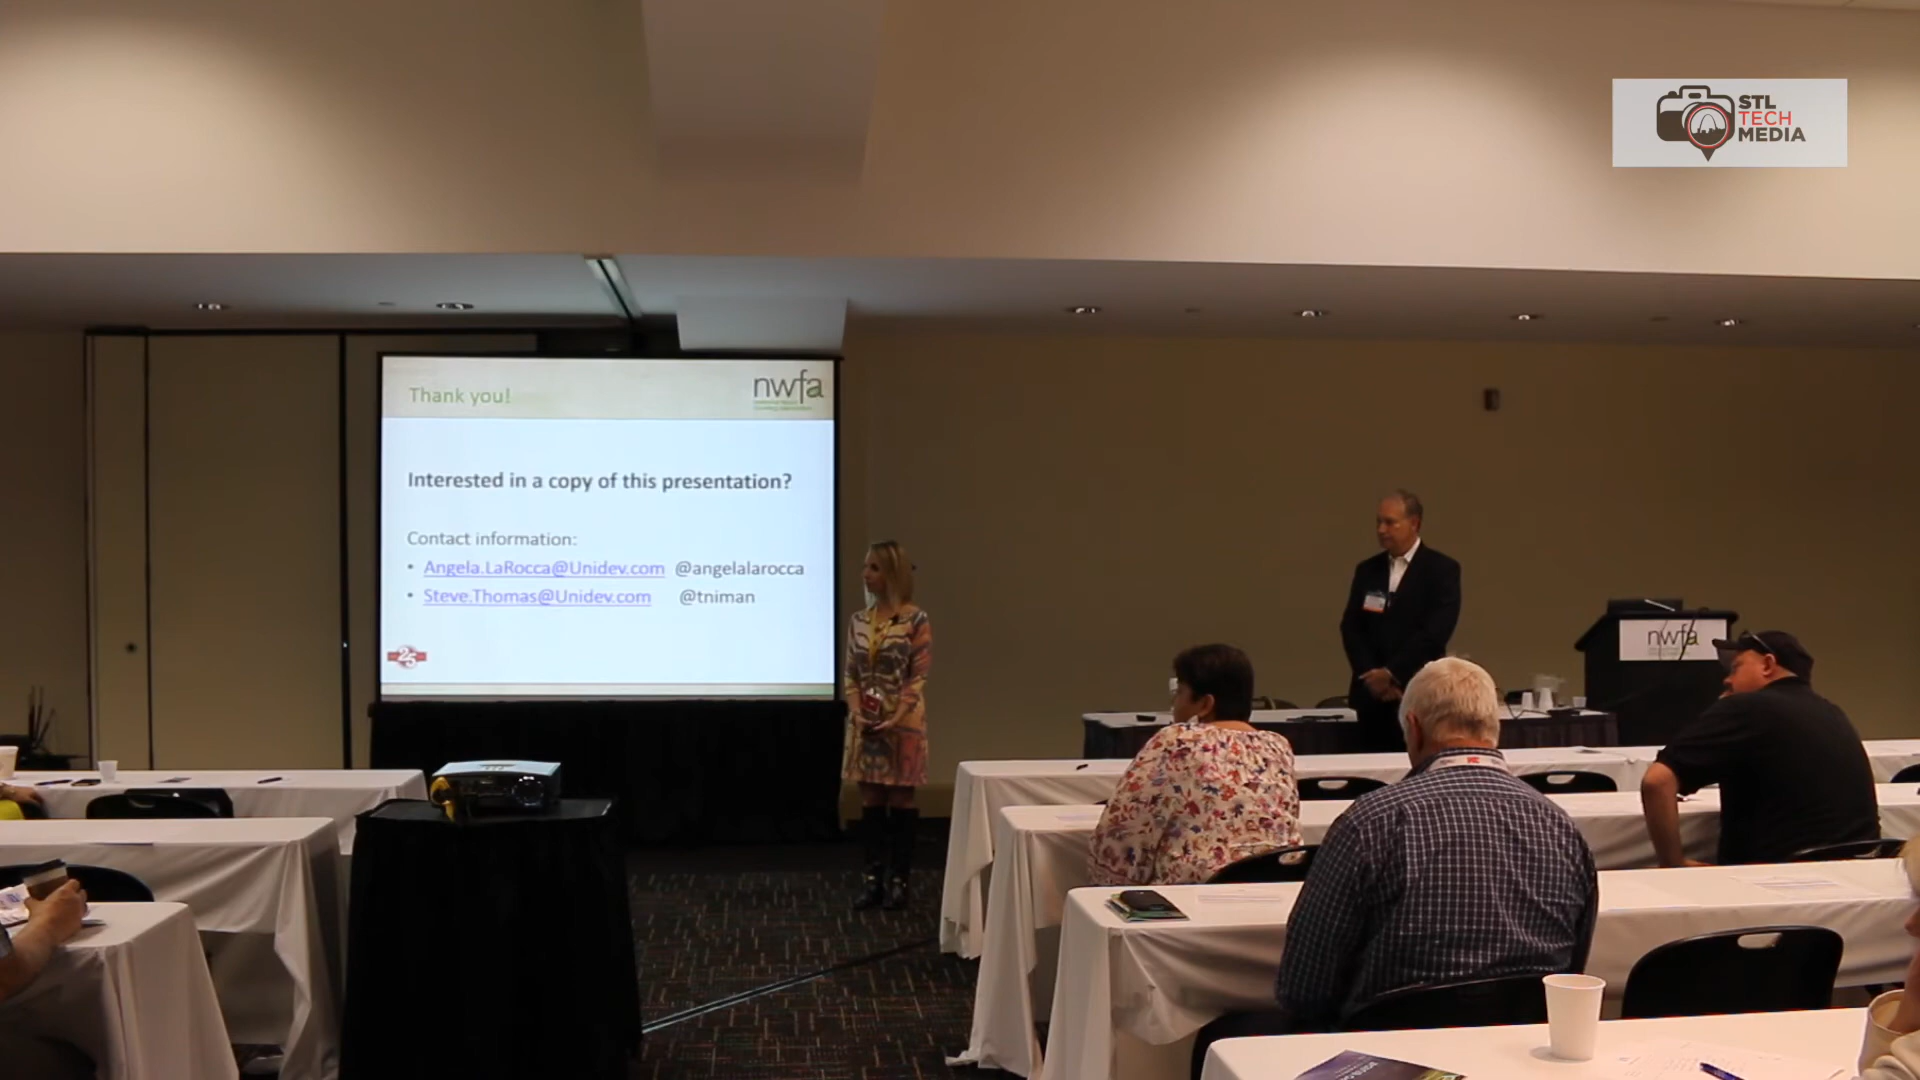 STL
TECH
MEDIA
Thank you!
nwfa
Interested in a copy of this presentation?
Contact information:
• Angela.LaRocca@Unidev.com @angelalarocca
• Steve.Thomas@Unidev.com @tniman
25
nwfa